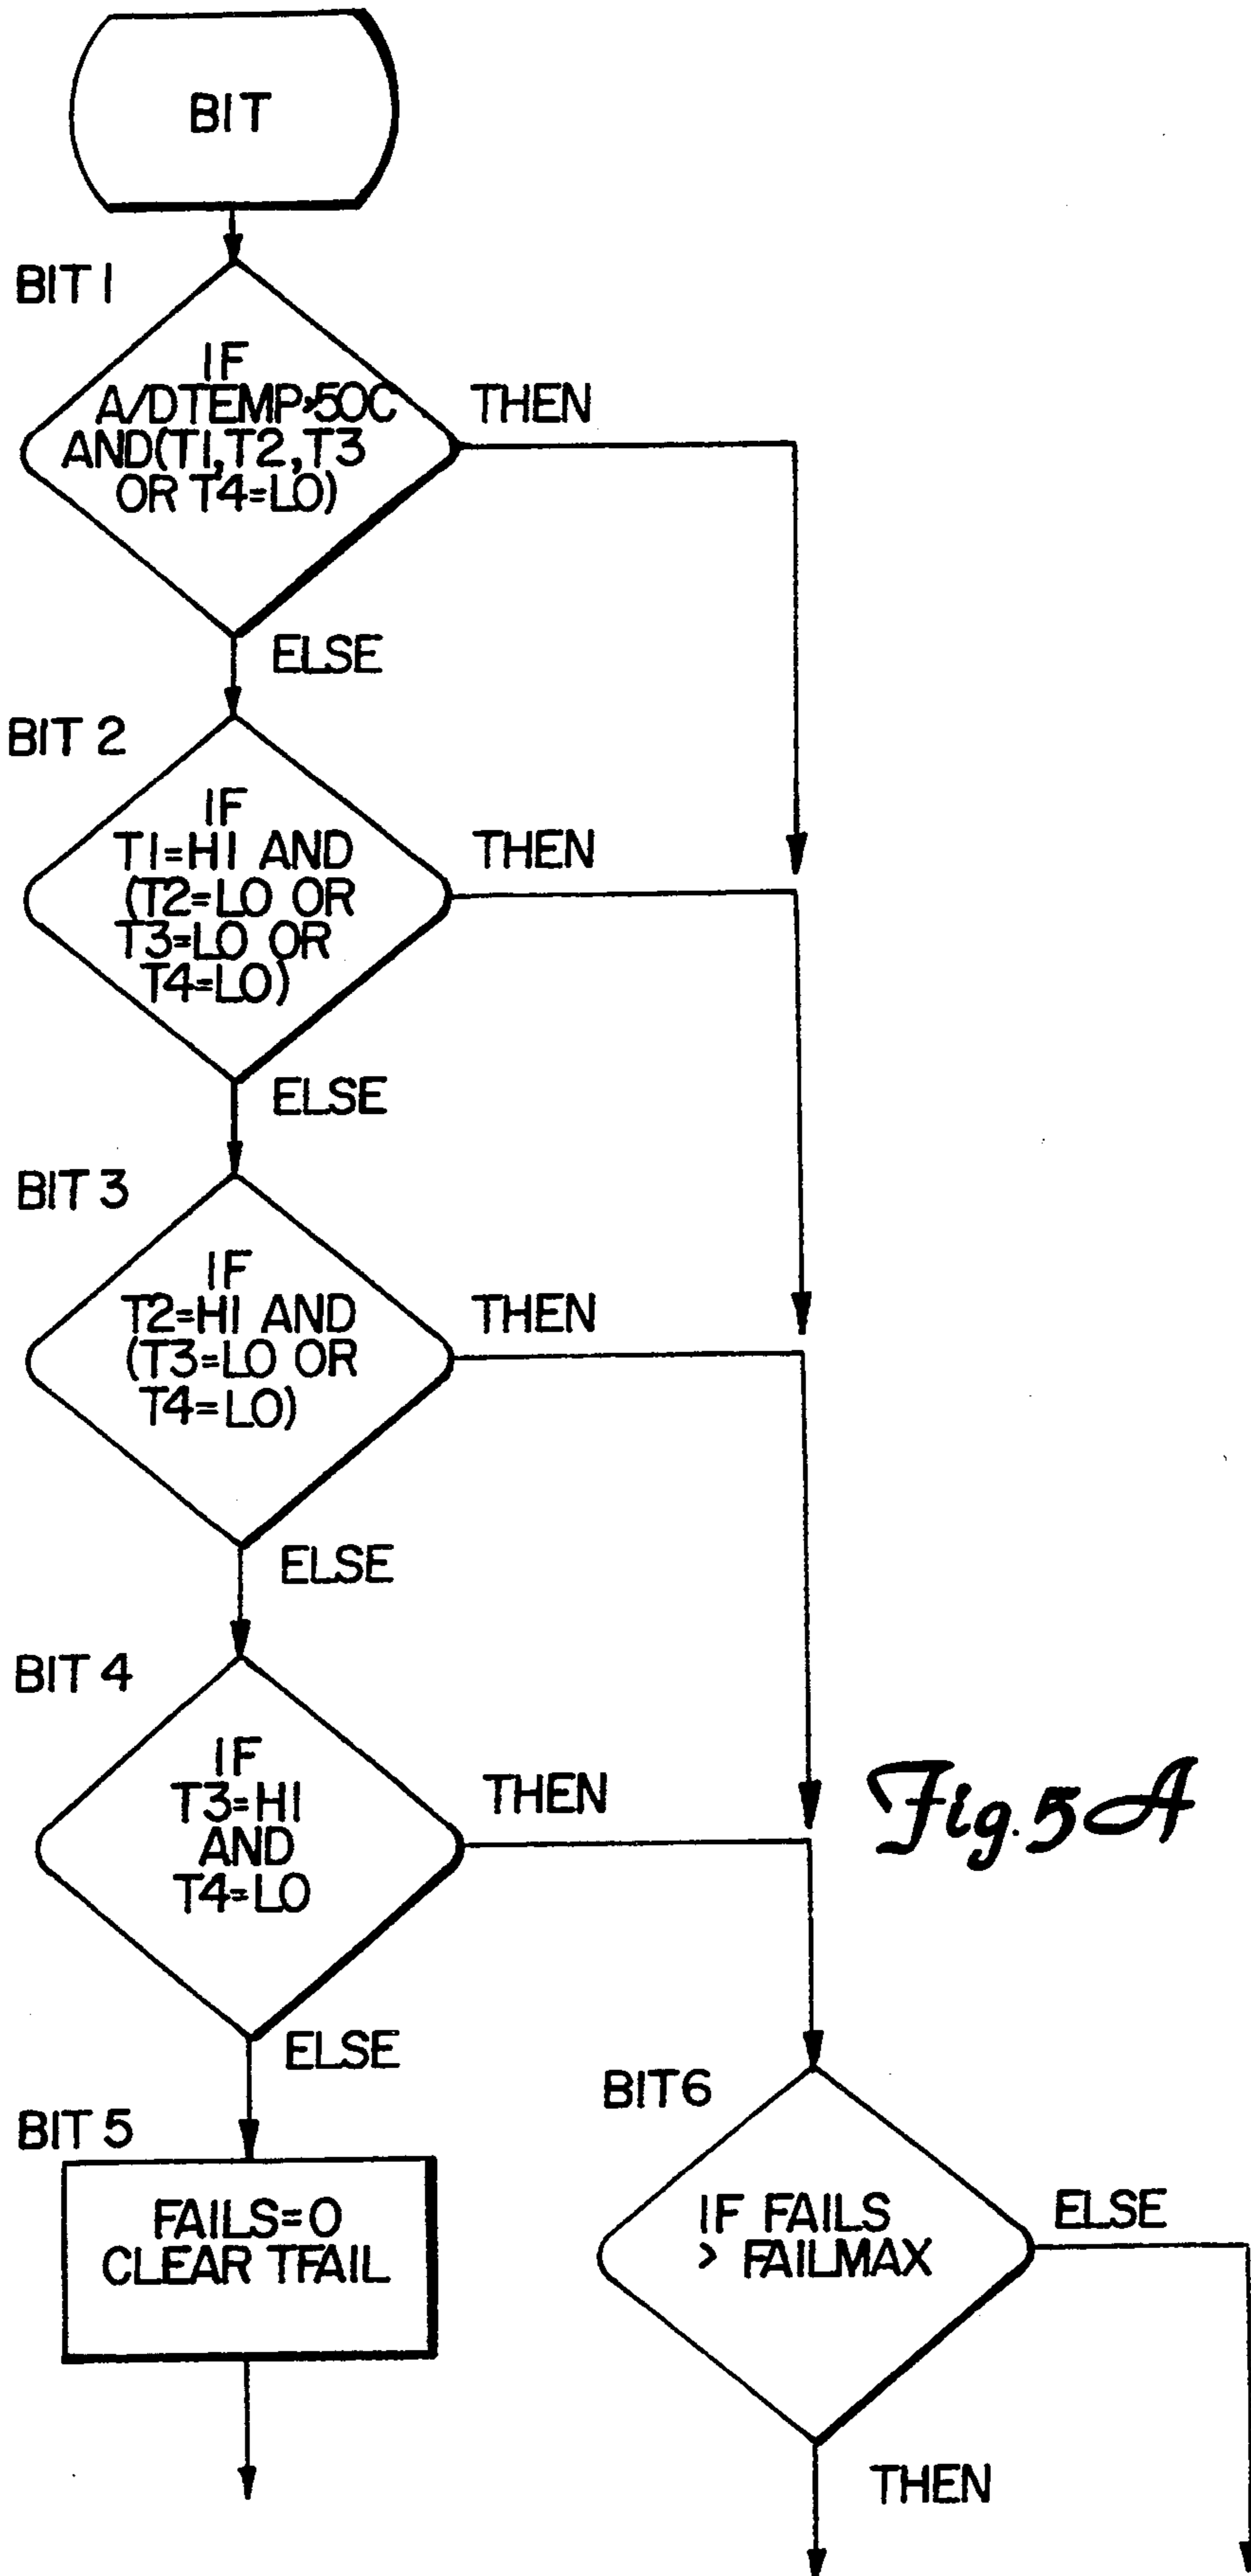 BIT
BIT 1
IF
A/DTEMP>50C
AND(T1,T2,T3
OR T4=LO)
THEN
ELSE
BIT 2
IF
T1=HI AND
(T2=LO OR
T3=LO OR
T4=LO)
THEN
ELSE
BIT 3
IF
T2=HI AND
(T3=LO OR
T4=LO)
THEN
ELSE
BIT 4
IF
T3=HI
AND
T4=LO
THEN
ELSE
Fig. 5A
BIT 5
FAILS=0
CLEAR TFAIL
BIT6
IF FAILS
> FAILMAX
ELSE
THEN